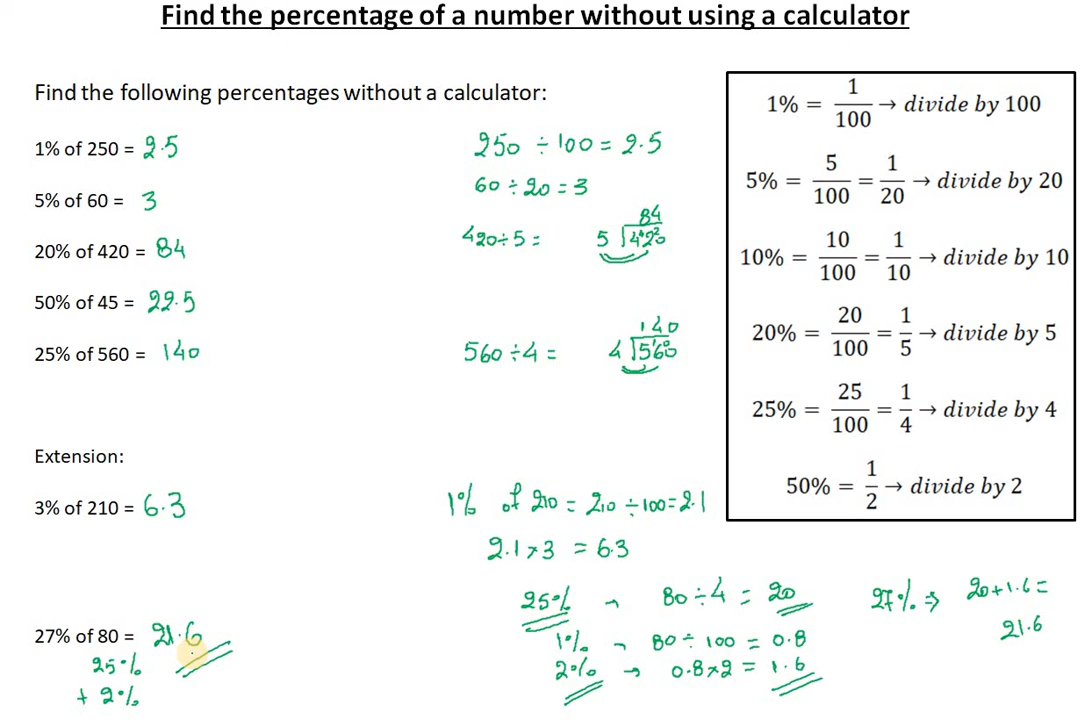 Find the percentage of a number without using a calculator
Find the following percentages without a calculator:
1% of 250 = 2.5
5% of 60 = 3
20% of 420 = 84
50% of 45 = 22.5
25% of 560 = 140
250 ÷ 100 = 2.5
60 ÷ 20 = 3
420 ÷ 5 =
84
5 √4⁴2²0
560 ÷ 4 =
140
4 √5¹6⁰0
1% = 1/100 → divide by 100
5% = 5/100 = 1/20 → divide by 20
10% = 10/100 = 1/10 → divide by 10
20% = 20/100 = 1/5 → divide by 5
25% = 25/100 = 1/4 → divide by 4
50% = 1/2 → divide by 2
Extension:
3% of 210 = 6.3
1% of 210 = 210 ÷ 100 = 2.1
2.1 × 3 = 6.3
27% of 80 = 21.6
25%
+ 2%
25% → 80 ÷ 4 = 20
1% → 80 ÷ 100 = 0.8
2% → 0.8 × 2 = 1.6
27% ⇒ 20 + 1.6 =
21.6